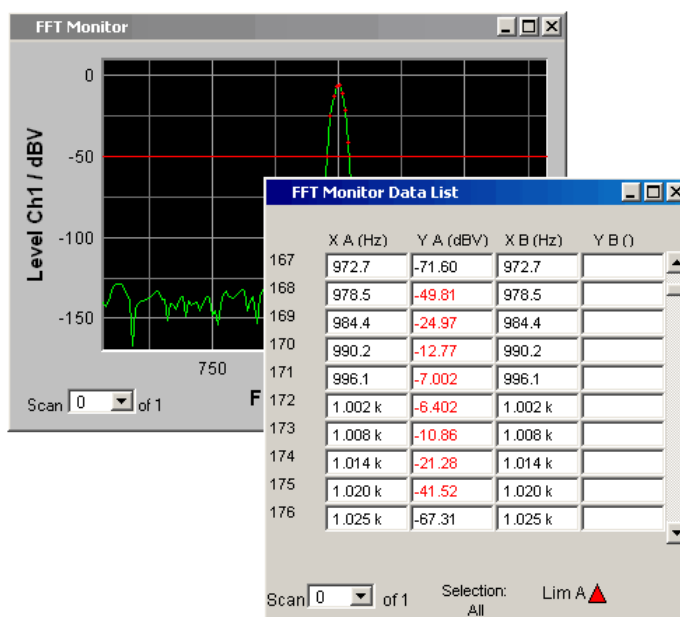 FFT Monitor
Level Ch1 / dBV
0
-50
-100
-150
750
F
Scan 0 of 1
FFT Monitor Data List
X A (Hz) Y A (dBV) X B (Hz) Y B ()
167 972.7 -71.60 972.7
168 978.5 -49.81 978.5
169 984.4 -24.97 984.4
170 990.2 -12.77 990.2
171 996.1 -7.002 996.1
172 1.002 k -6.402 1.002 k
173 1.008 k -10.86 1.008 k
174 1.014 k -21.28 1.014 k
175 1.020 k -41.52 1.020 k
176 1.025 k -67.31 1.025 k
Scan 0 of 1
Selection:
All
Lim A